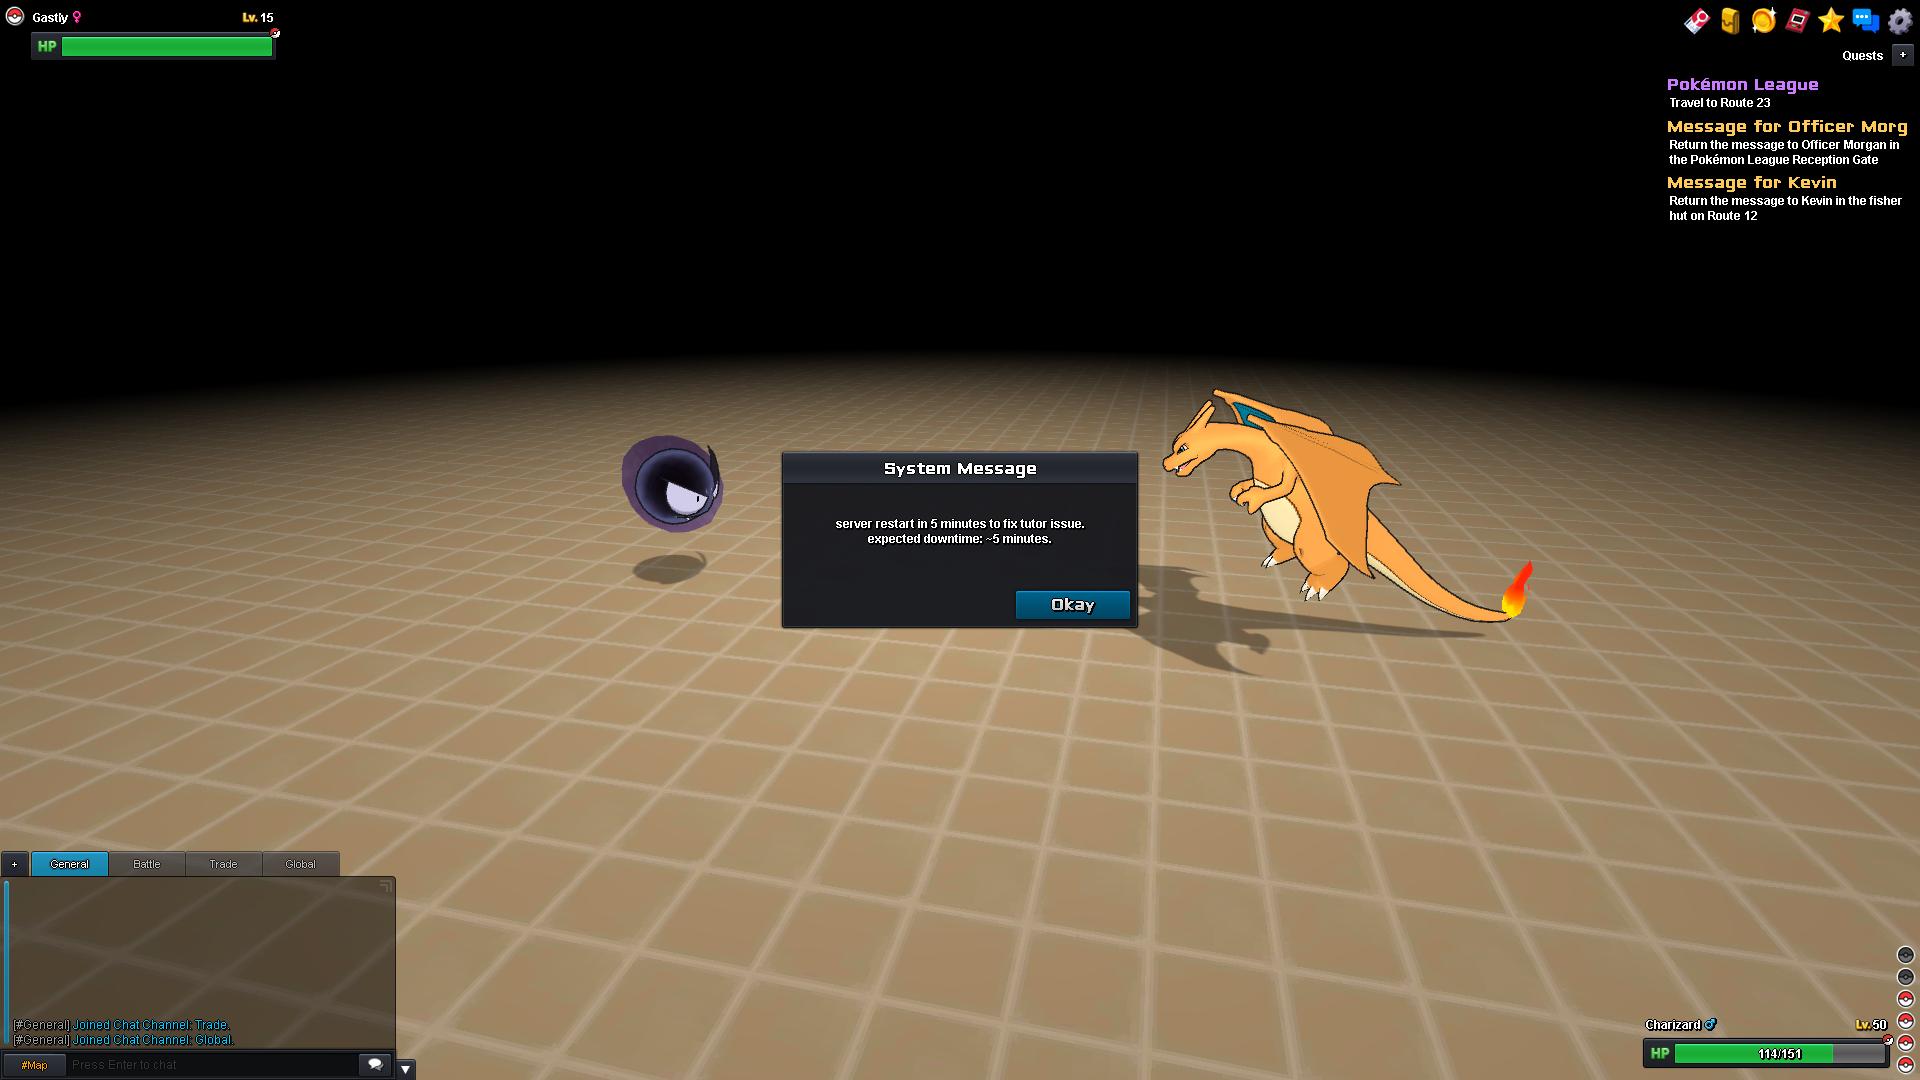 Gastly ♀ Lv. 15
HP
Quests +
Pokémon League
Travel to Route 23
Message for Officer Morg
Return the message to Officer Morgan in
the Pokémon League Reception Gate
Message for Kevin
Return the message to Kevin in the fisher
hut on Route 12
System Message
server restart in 5 minutes to fix tutor issue.
expected downtime: ~5 minutes.
Okay
+ General Battle Trade Global
[#General] Joined Chat Channel: Trade.
[#General] Joined Chat Channel: Global.
#Map Press Enter to chat
Charizard ♂ Lv. 50
HP 114/151